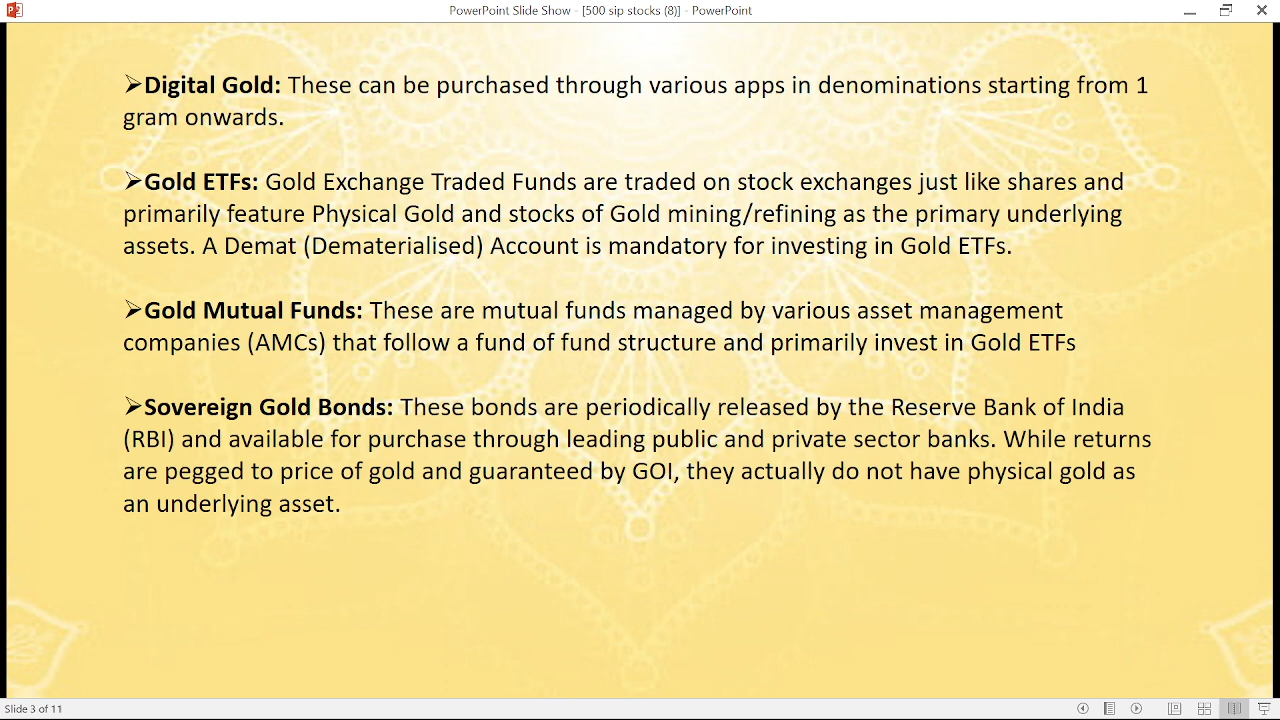 PowerPoint Slide Show - [500 sip stocks (8)] - PowerPoint
➢Digital Gold: These can be purchased through various apps in denominations starting from 1
gram onwards.
➢Gold ETFs: Gold Exchange Traded Funds are traded on stock exchanges just like shares and
primarily feature Physical Gold and stocks of Gold mining/refining as the primary underlying
assets. A Demat (Dematerialised) Account is mandatory for investing in Gold ETFs.
➢Gold Mutual Funds: These are mutual funds managed by various asset management
companies (AMCs) that follow a fund of fund structure and primarily invest in Gold ETFs
➢Sovereign Gold Bonds: These bonds are periodically released by the Reserve Bank of India
(RBI) and available for purchase through leading public and private sector banks. While returns
are pegged to price of gold and guaranteed by GOI, they actually do not have physical gold as
an underlying asset.
Slide 3 of 11